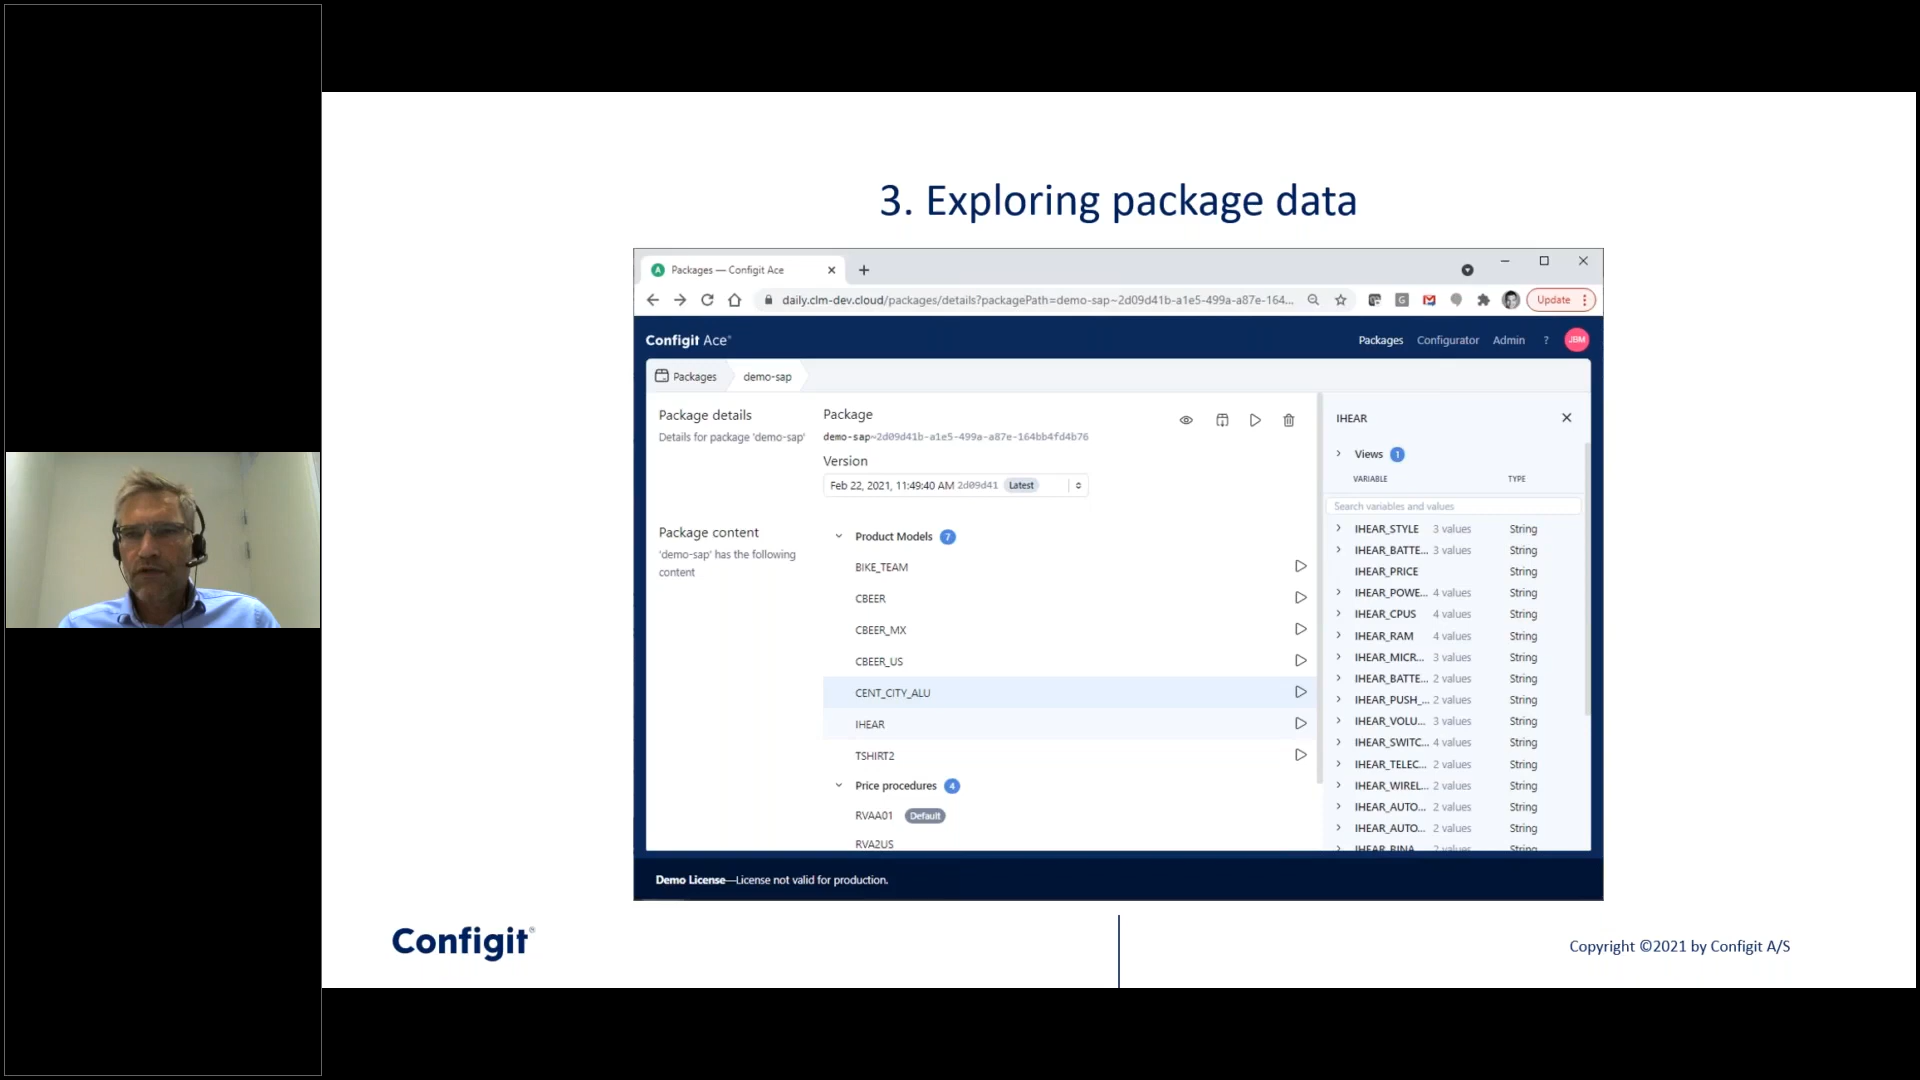 3. Exploring package data
Packages — Configit Ace
daily.clm-dev.cloud/packages/details?packagePath=demo-sap~2d09d41b-a1e5-499a-a87e-164...
Update
Configit Ace®
Packages Configurator Admin ? JBM
Packages demo-sap
Package details
Details for package 'demo-sap'
Package
demo-sap~2d09d41b-a1e5-499a-a87e-164bb4fd4b76
Version
Feb 22, 2021, 11:49:40 AM 2d09d41 Latest
Package content
'demo-sap' has the following
content
Product Models 7
BIKE_TEAM
CBEER
CBEER_MX
CBEER_US
CENT_CITY_ALU
IHEAR
TSHIRT2
Price procedures 4
RVAA01 Default
RVA2US
IHEAR
Views 1
VARIABLE TYPE
Search variables and values
IHEAR_STYLE 3 values String
IHEAR_BATTE... 3 values String
IHEAR_PRICE String
IHEAR_POWE... 4 values String
IHEAR_CPUS 4 values String
IHEAR_RAM 4 values String
IHEAR_MICR... 3 values String
IHEAR_BATTE... 2 values String
IHEAR_PUSH_... 2 values String
IHEAR_VOLU... 3 values String
IHEAR_SWITC... 4 values String
IHEAR_TELEC... 2 values String
IHEAR_WIREL... 2 values String
IHEAR_AUTO... 2 values String
IHEAR_AUTO... 2 values String
IHEAR_BINA... 2 values String
Demo License—License not valid for production.
Configit®
Copyright ©2021 by Configit A/S